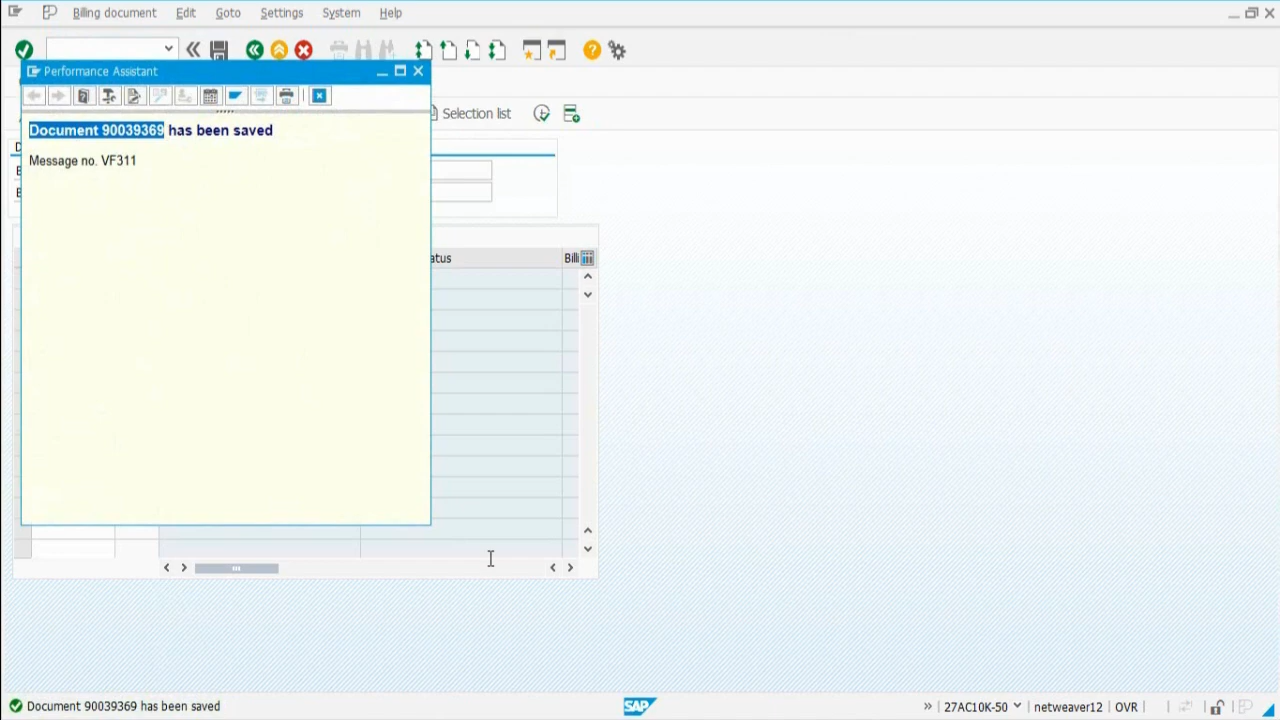 Billing document Edit Goto Settings System Help
Performance Assistant
Selection list
Document 90039369 has been saved
Message no. VF311
atus Billi
Document 90039369 has been saved
SAP
» 27AC10K-50 netweaver12 OVR